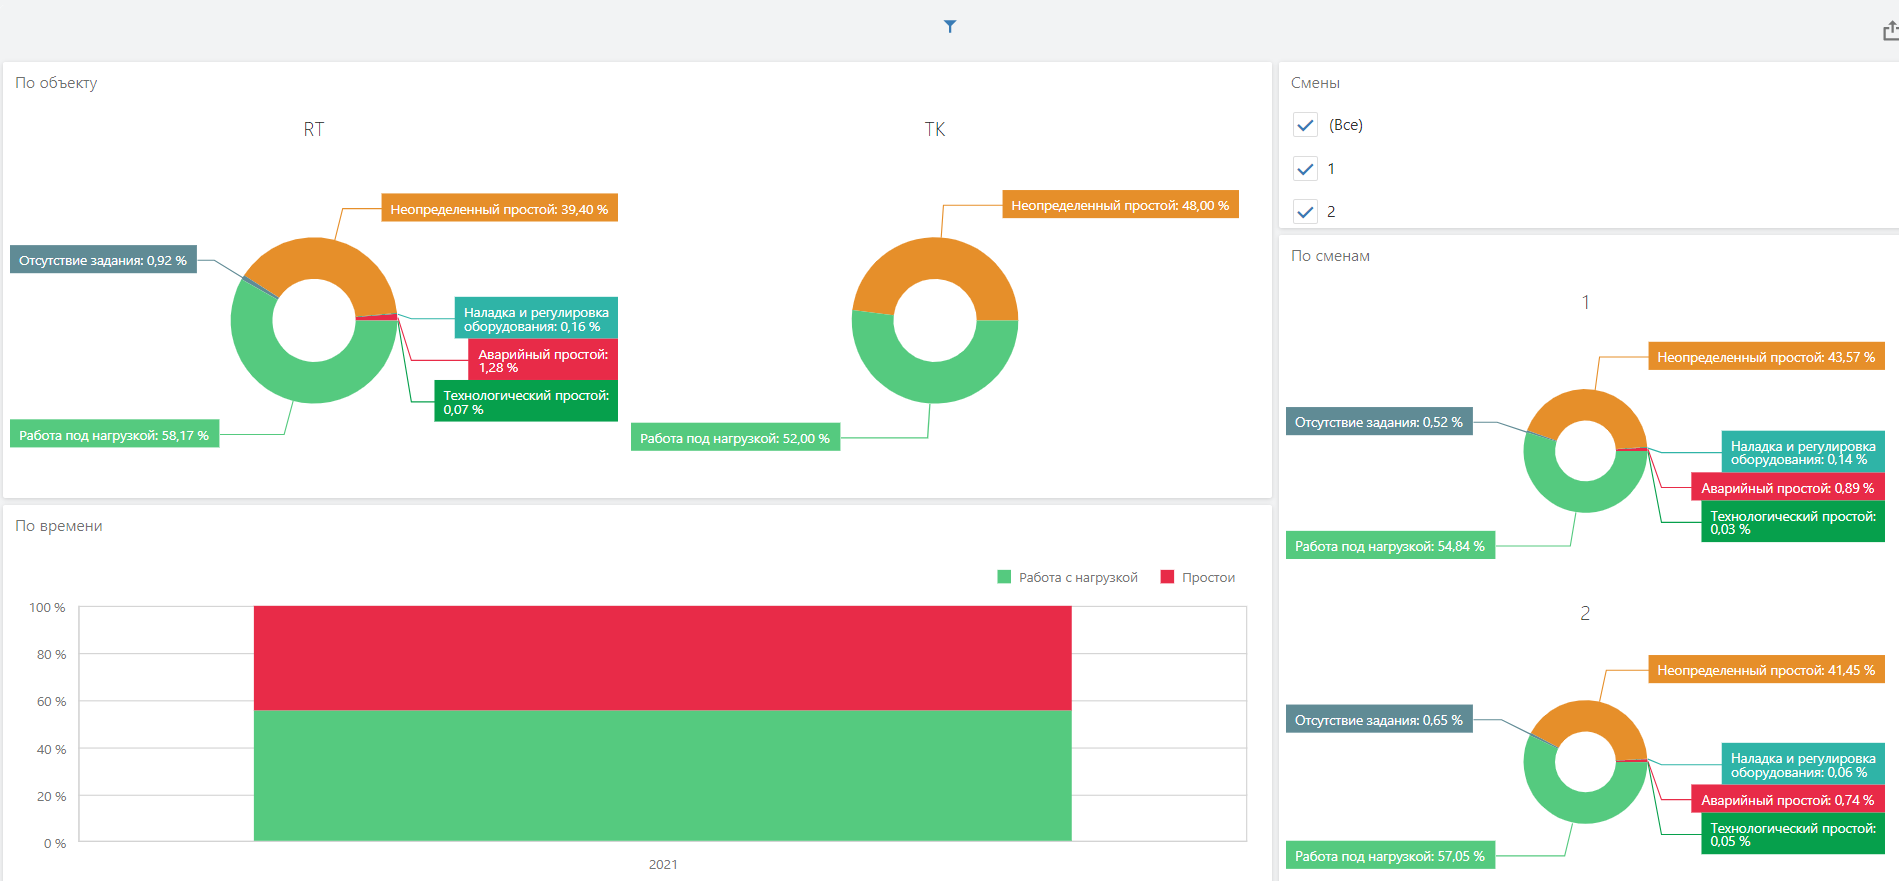 По объекту
RT
Неопределенный простой: 39,40 %
Отсутствие задания: 0,92 %
Наладка и регулировка
оборудования: 0,16 %
Аварийный простой:
1,28 %
Технологический простой:
0,07 %
Работа под нагрузкой: 58,17 %
ТК
Неопределенный простой: 48,00 %
Работа под нагрузкой: 52,00 %
По времени
Работа с нагрузкой
Простои
100 %
80 %
60 %
40 %
20 %
0 %
2021
Смены
(Все)
1
2
По сменам
1
Неопределенный простой: 43,57 %
Отсутствие задания: 0,52 %
Наладка и регулировка
оборудования: 0,14 %
Аварийный простой: 0,89 %
Технологический простой:
0,03 %
Работа под нагрузкой: 54,84 %
2
Неопределенный простой: 41,45 %
Отсутствие задания: 0,65 %
Наладка и регулировка
оборудования: 0,06 %
Аварийный простой: 0,74 %
Технологический простой:
0,05 %
Работа под нагрузкой: 57,05 %